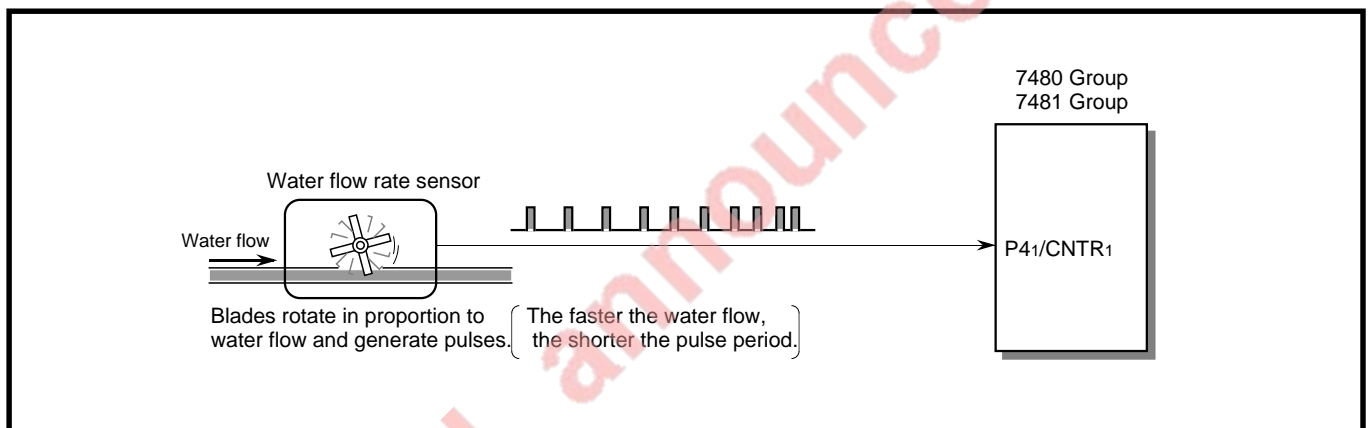 7480 Group
7481 Group
Water flow rate sensor
Water flow
P41/CNTR1
Blades rotate in proportion to
water flow and generate pulses.
The faster the water flow,
the shorter the pulse period.
announc